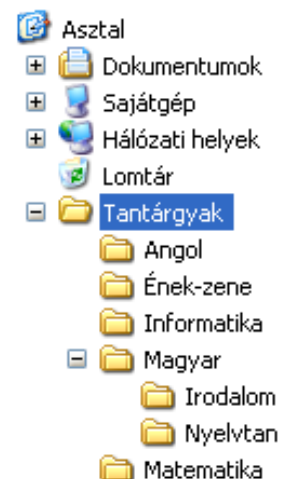 Asztal
Dokumentumok
Sajátgép
Hálózati helyek
Lomtár
Tantárgyak
Angol
Ének-zene
Informatika
Magyar
Irodalom
Nyelvtan
Matematika